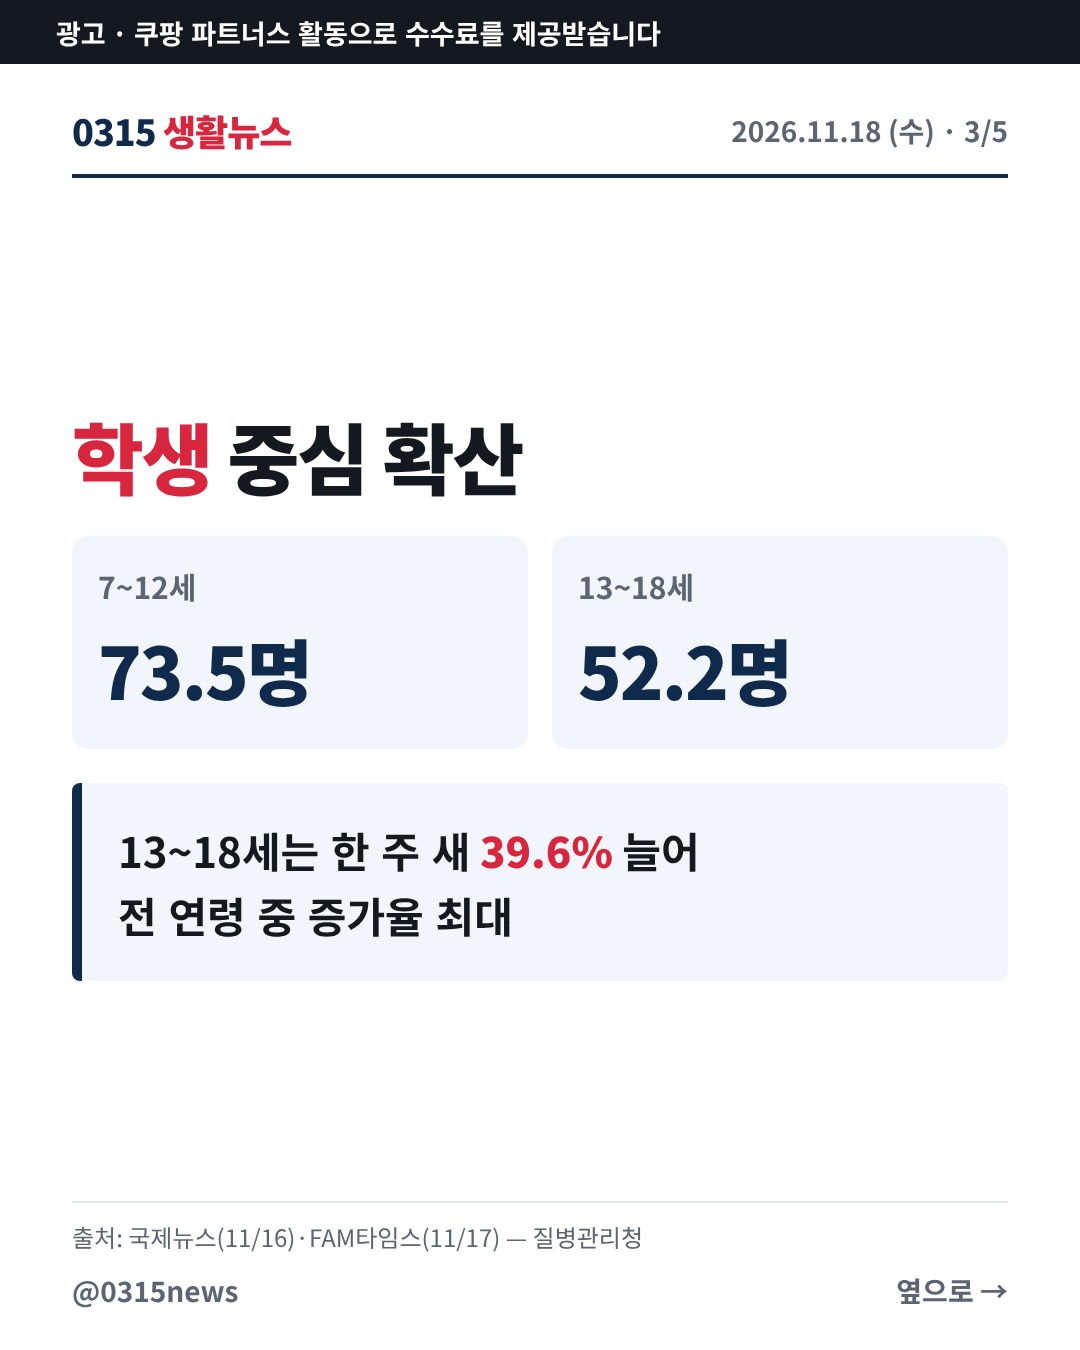 광고 · 쿠팡 파트너스 활동으로 수수료를 제공받습니다
0315 생활뉴스
2026.11.18 (수) · 3/5
학생 중심 확산
7~12세
73.5명
13~18세
52.2명
13~18세는 한 주 새 39.6% 늘어
전 연령 중 증가율 최대
출처: 국제뉴스(11/16)·FAM타임스(11/17) — 질병관리청
@0315news
옆으로 →